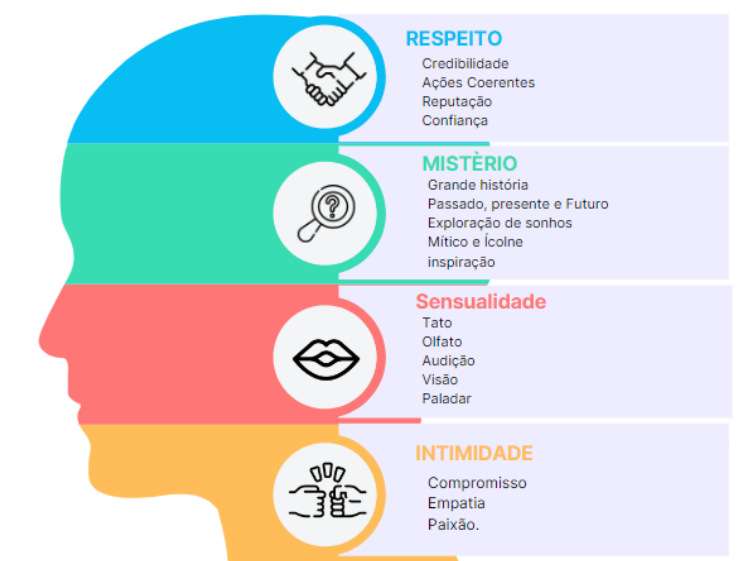 RESPEITO
Credibilidade
Ações Coerentes
Reputação
Confiança
MISTÈRIO
Grande história
Passado, presente e Futuro
Exploração de sonhos
Mítico e Ícolne
inspiração
Sensualidade
Tato
Olfato
Audição
Visão
Paladar
INTIMIDADE
Compromisso
Empatia
Paixão.